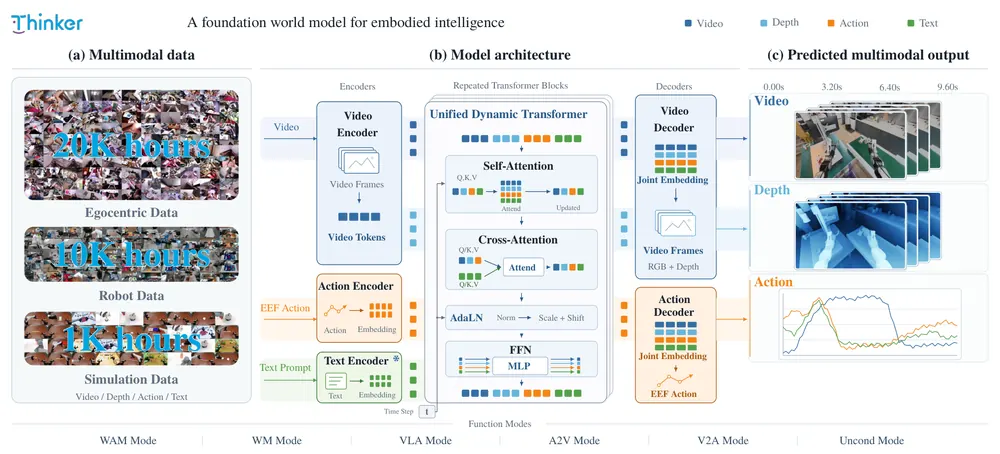 Thinker
A foundation world model for embodied intelligence
Video
Depth
Action
Text
(a) Multimodal data
20K hours
Egocentric Data
10K hours
Robot Data
1K hours
Simulation Data
Video / Depth / Action / Text
(b) Model architecture
Encoders
Repeated Transformer Blocks
Decoders
Video
Video
Encoder
Video Frames
Video Tokens
EEF Action
Action Encoder
Action
Embedding
Text Prompt
Text Encoder
Text
Embedding
Unified Dynamic Transformer
Self-Attention
Q,K,V
Attend
Updated
Cross-Attention
Q/K,V
Attend
Q/K,V
AdaLN
Norm
Scale + Shift
FFN
MLP
Time Step
t
Video
Decoder
Joint Embedding
Video Frames
RGB + Depth
Action
Decoder
Joint Embedding
EEF Action
(c) Predicted multimodal output
0.00s
3.20s
6.40s
9.60s
Video
Depth
Action
Function Modes
WAM Mode
WM Mode
VLA Mode
A2V Mode
V2A Mode
Uncond Mode